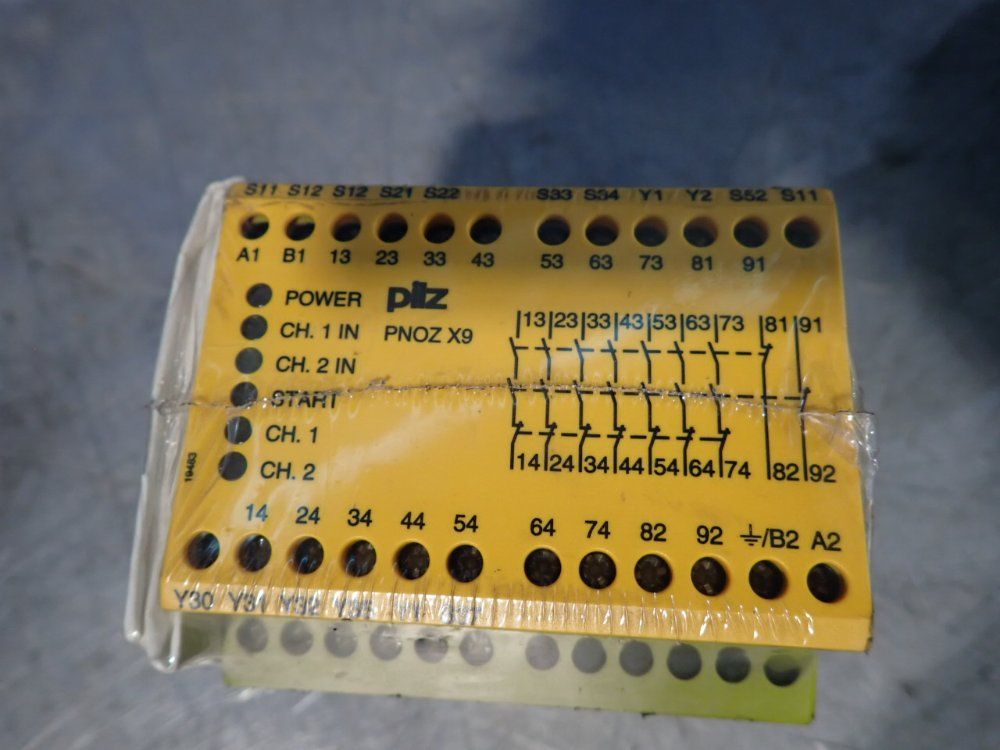 S11 S12 S12 S21 S22 S33 S34 Y1 Y2 S52 S11
A1 B1 13 23 33 43 53 63 73 81 91
POWER
pilz
CH. 1 IN
PNOZ X9
CH. 2 IN
START
CH. 1
CH. 2
19463
13 23 33 43 53 63 73 81 91
14 24 34 44 54 64 74 82 92
14 24 34 44 54 64 74 82 92 ⏚/B2 A2
Y30 Y31 Y32